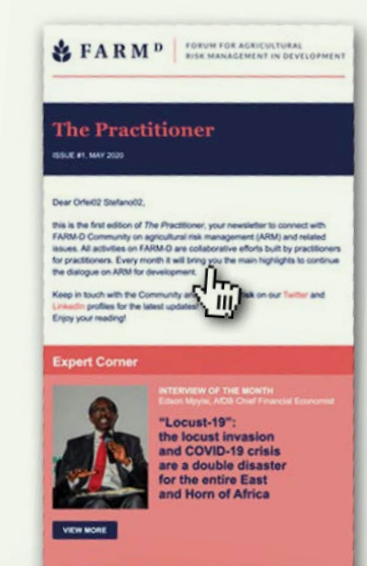 FARM D
FORUM FOR AGRICULTURAL
RISK MANAGEMENT IN DEVELOPMENT
The Practitioner
ISSUE #1, MAY 2020
Dear Orfei02 Stefano02,
this is the first edition of The Practitioner, your newsletter to connect with
FARM-D Community on agricultural risk management (ARM) and related
issues. All activities on FARM-D are collaborative efforts built by practitioners
for practitioners. Every month it will bring you the main highlights to continue
the dialogue on ARM for development.
Keep in touch with the Community an sk on our Twitter and
LinkedIn profiles for the latest updates
Enjoy your reading!
Expert Corner
INTERVIEW OF THE MONTH
Edson Mpyisi, AfDB Chief Financial Economist
"Locust-19":
the locust invasion
and COVID-19 crisis
are a double disaster
for the entire East
and Horn of Africa
VIEW MORE